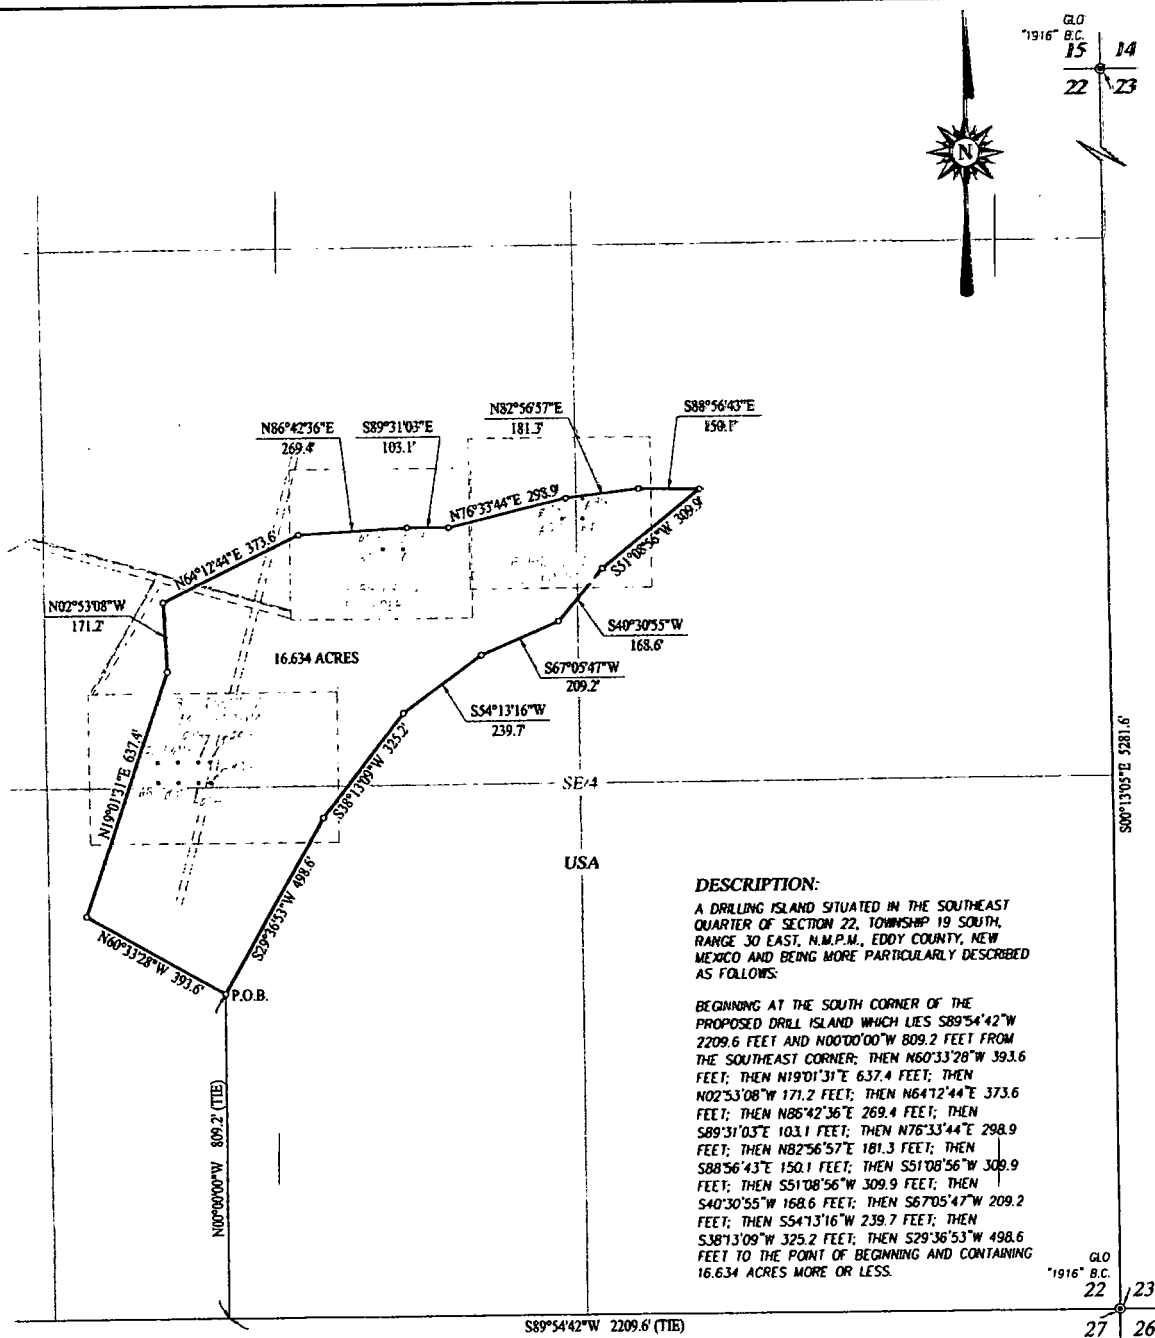 GLO
"1916" B.C.
15 14
22 23
N
N82°56'57"E
181.3'
S88°56'43"E
150.1'
N86°42'36"E
269.4'
S89°31'03"E
103.1'
N76°33'44"E 298.9'
N64°12'44"E 373.6'
S51°08'56"W 309.9'
N02°53'08"W
171.2'
S40°30'55"W
168.6'
16.634 ACRES
S67°05'47"W
209.2'
S54°13'16"W
239.7'
N19°01'31"E 637.4'
S38°13'09"W 325.2'
SE/4
S00°13'05"E 5281.6'
USA
S29°36'53"W 498.6'
N60°33'28"W 393.6'
P.O.B.
N00°00'00"W 809.2' (TIE)
DESCRIPTION:
A DRILLING ISLAND SITUATED IN THE SOUTHEAST
QUARTER OF SECTION 22, TOWNSHIP 19 SOUTH,
RANGE 30 EAST, N.M.P.M., EDDY COUNTY, NEW
MEXICO AND BEING MORE PARTICULARLY DESCRIBED
AS FOLLOWS:
BEGINNING AT THE SOUTH CORNER OF THE
PROPOSED DRILL ISLAND WHICH LIES S89°54'42"W
2209.6 FEET AND N00°00'00"W 809.2 FEET FROM
THE SOUTHEAST CORNER; THEN N60°33'28"W 393.6
FEET; THEN N19°01'31"E 637.4 FEET; THEN
N02°53'08"W 171.2 FEET; THEN N64°12'44"E 373.6
FEET; THEN N86°42'36"E 269.4 FEET; THEN
S89°31'03"E 103.1 FEET; THEN N76°33'44"E 298.9
FEET; THEN N82°56'57"E 181.3 FEET; THEN
S88°56'43"E 150.1 FEET; THEN S51°08'56"W 309.9
FEET; THEN S51°08'56"W 309.9 FEET; THEN
S40°30'55"W 168.6 FEET; THEN S67°05'47"W 209.2
FEET; THEN S54°13'16"W 239.7 FEET; THEN
S38°13'09"W 325.2 FEET; THEN S29°36'53"W 498.6
FEET TO THE POINT OF BEGINNING AND CONTAINING
16.634 ACRES MORE OR LESS.
GLO
"1916" B.C.
22 23
27 26
S89°54'42"W 2209.6' (TIE)